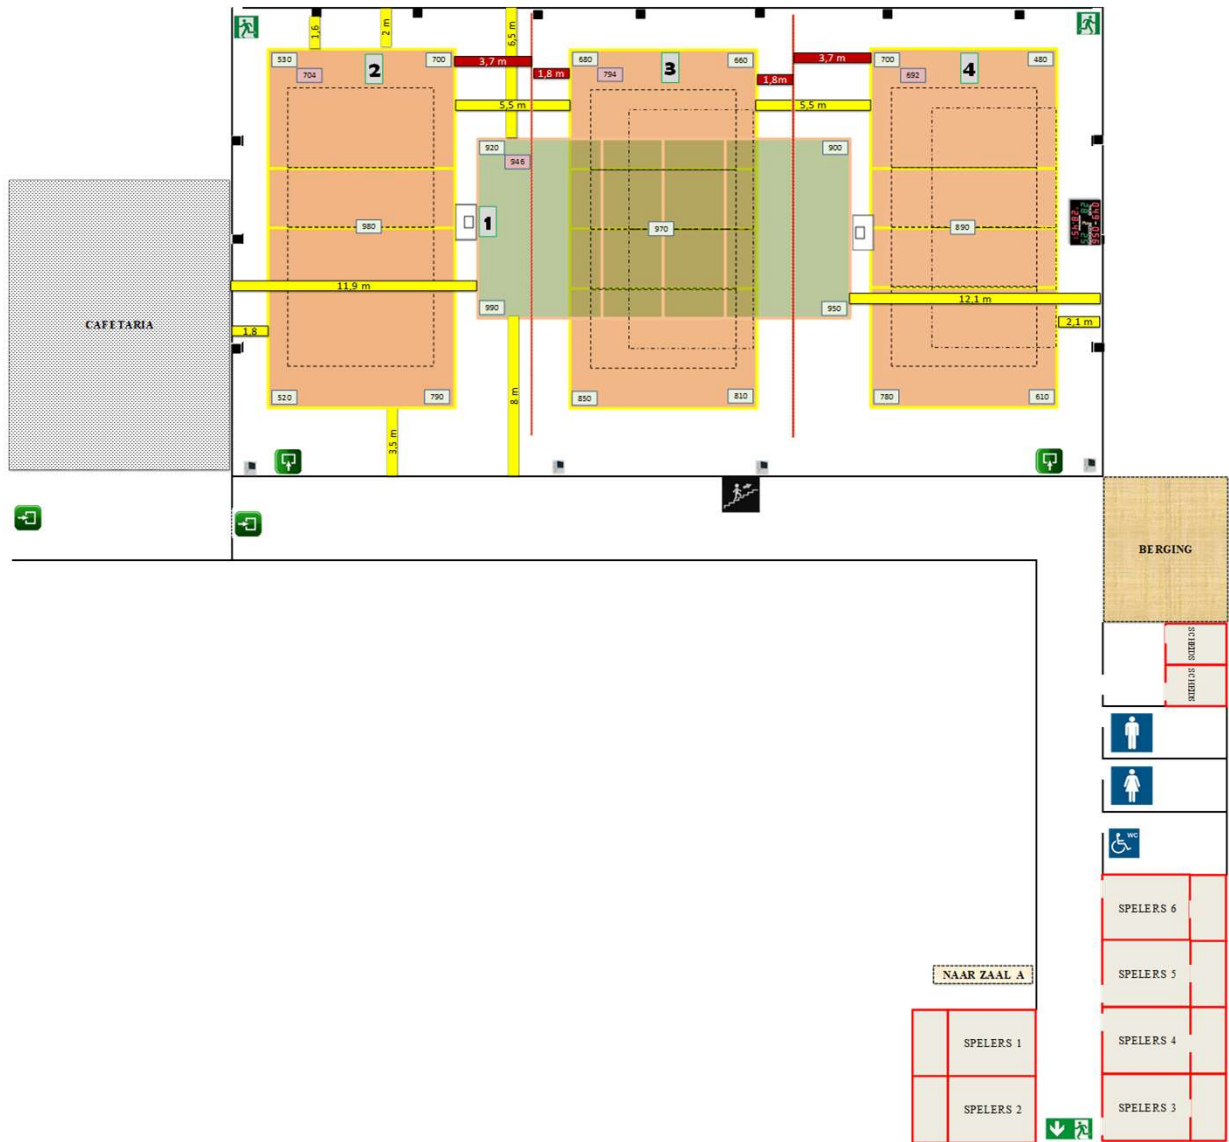 1,6
2 m
6,5 m
530
700
2
704
3,7 m
1,8 m
680
660
3
794
1,8m
3,7 m
700
480
4
692
5,5 m
5,5 m
920
946
900
1
980
970
890
11,9 m
12,1 m
990
950
1,8
2,1 m
CAFETARIA
520
790
850
810
780
610
3,5 m
8 m
BERGING
SCHEIDS
SCHEIDS
WC
SPELERS 6
SPELERS 5
NAAR ZAAL A
SPELERS 1
SPELERS 4
SPELERS 2
SPELERS 3